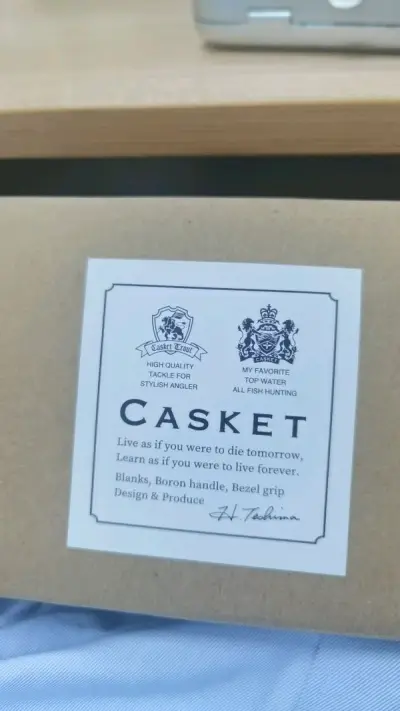 Casket Trout
HIGH QUALITY
TACKLE FOR
STYLISH ANGLER
CASKET
MY FAVORITE
TOP WATER
ALL FISH HUNTING
CASKET
Live as if you were to die tomorrow,
Learn as if you were to live forever.
Blanks, Boron handle, Bezel grip
Design & Produce
H. Teshima